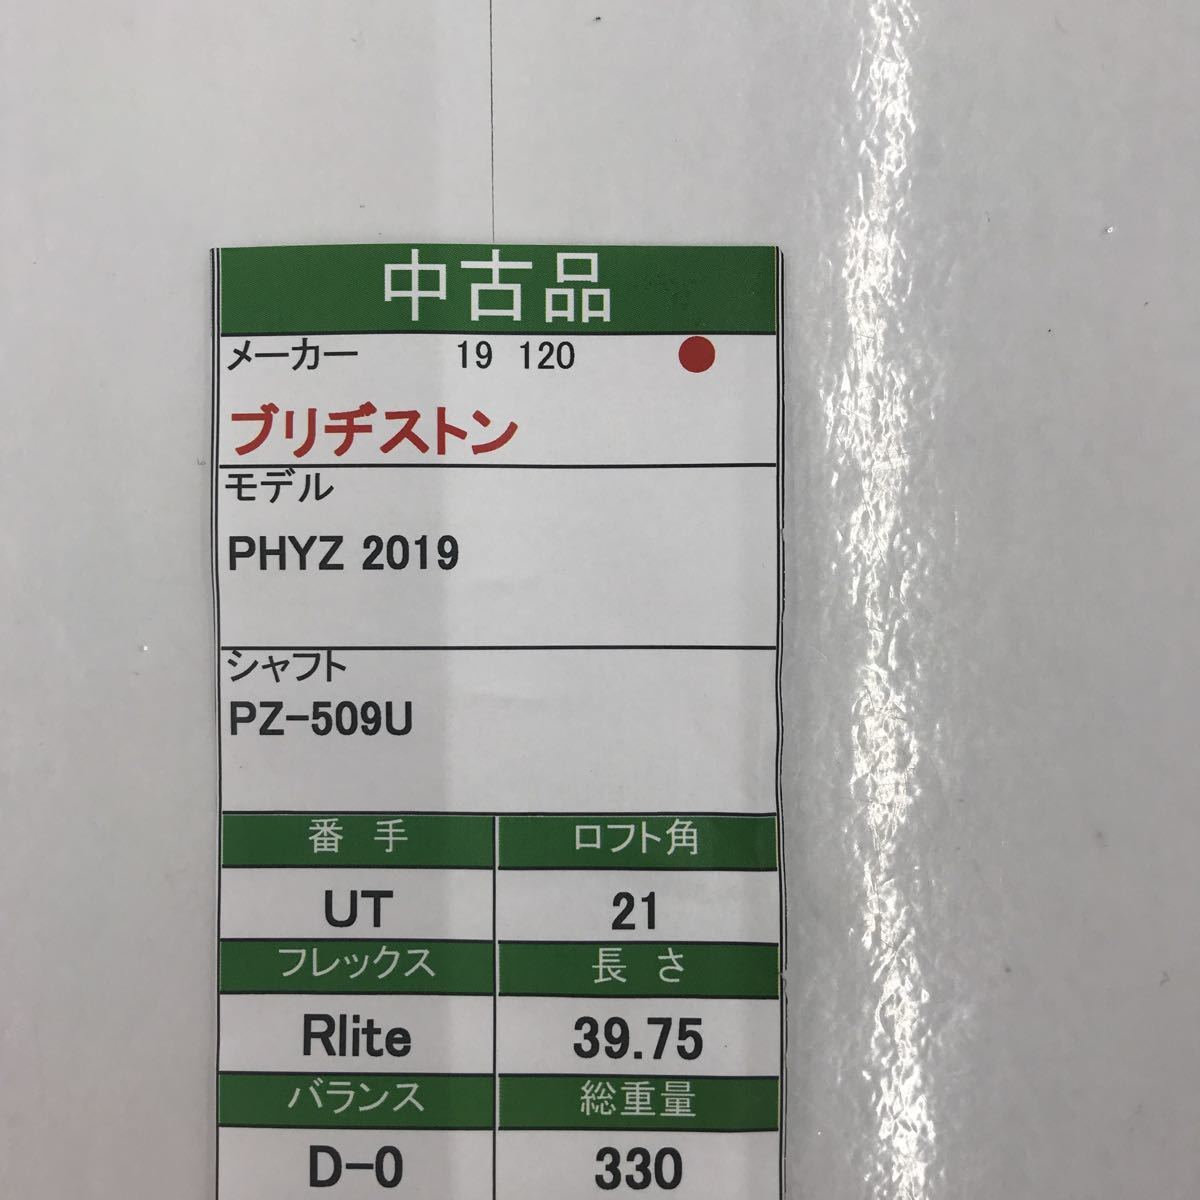 中古品
メーカー 19 120
ブリヂストン
モデル
PHYZ 2019
シャフト
PZ-509U
番 手 ロフト角
UT 21
フレックス 長 さ
Rlite 39.75
バランス 総重量
D-0 330